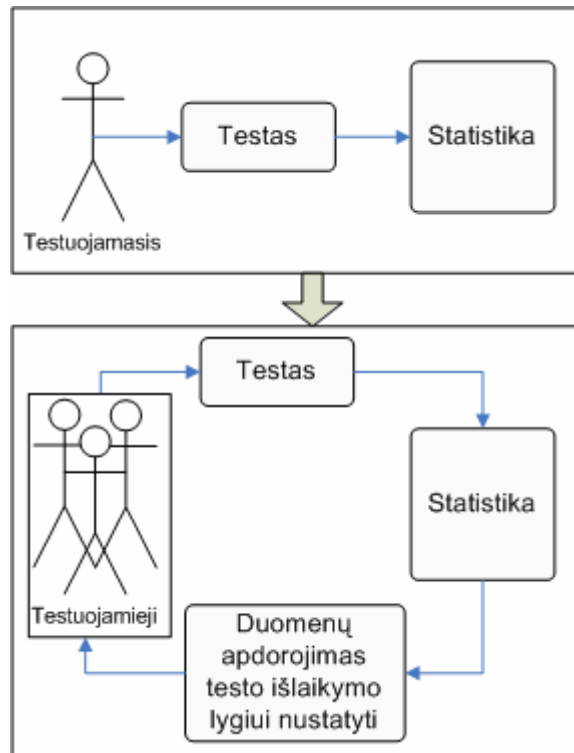 Testas
Statistika
Testuojamasis
Testas
Statistika
Testuojamieji
Duomenų
apdorojimas
testo išlaikymo
lygiui nustatyti